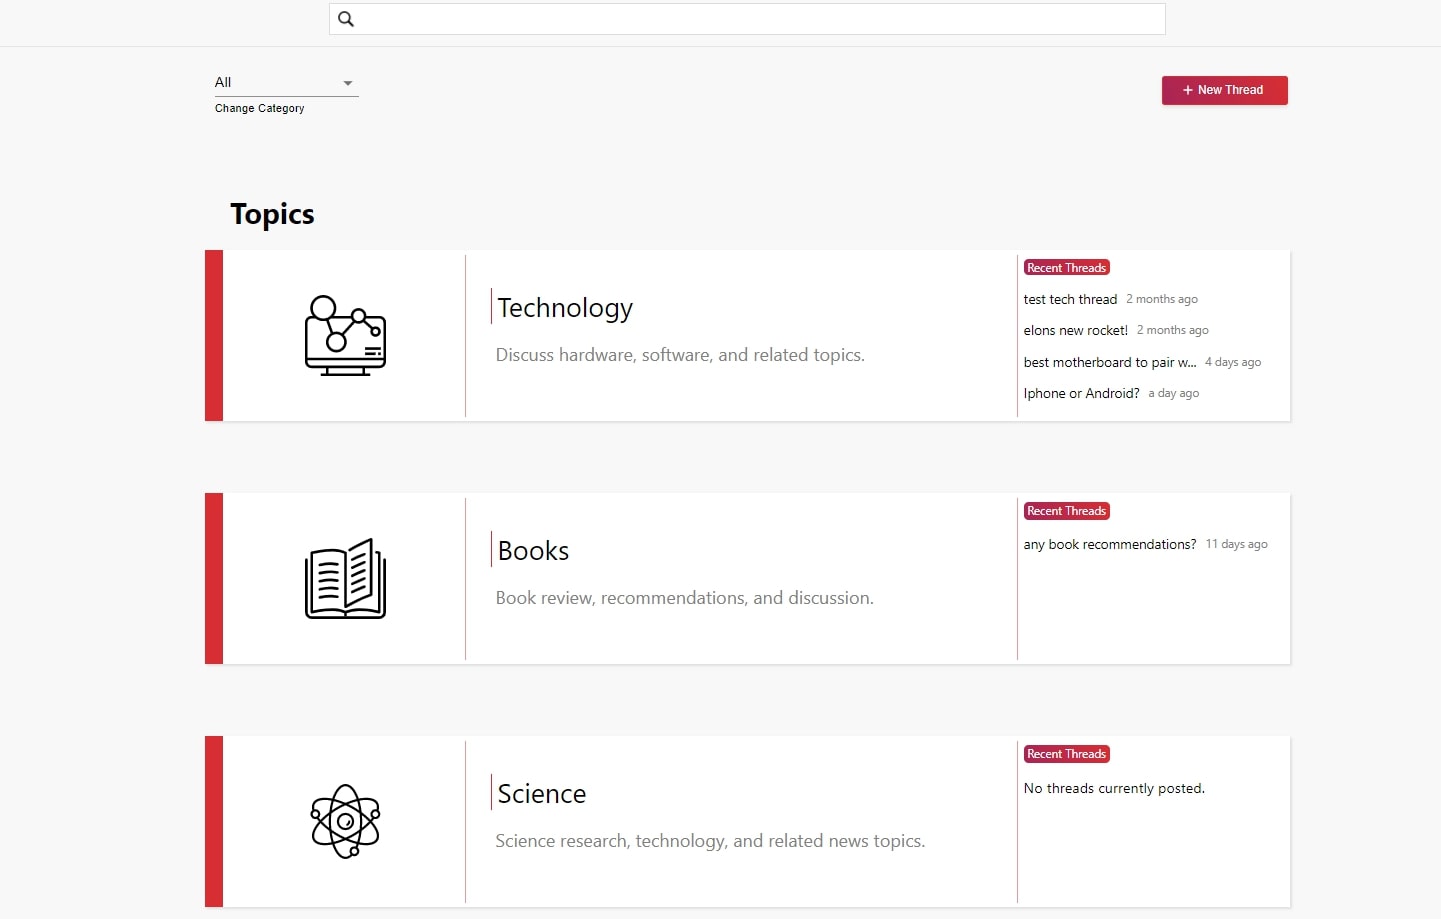 All
Change Category
+ New Thread
Topics
Technology
Discuss hardware, software, and related topics.
Recent Threads
test tech thread 2 months ago
elons new rocket! 2 months ago
best motherboard to pair w... 4 days ago
Iphone or Android? a day ago
Books
Book review, recommendations, and discussion.
Recent Threads
any book recommendations? 11 days ago
Science
Science research, technology, and related news topics.
Recent Threads
No threads currently posted.